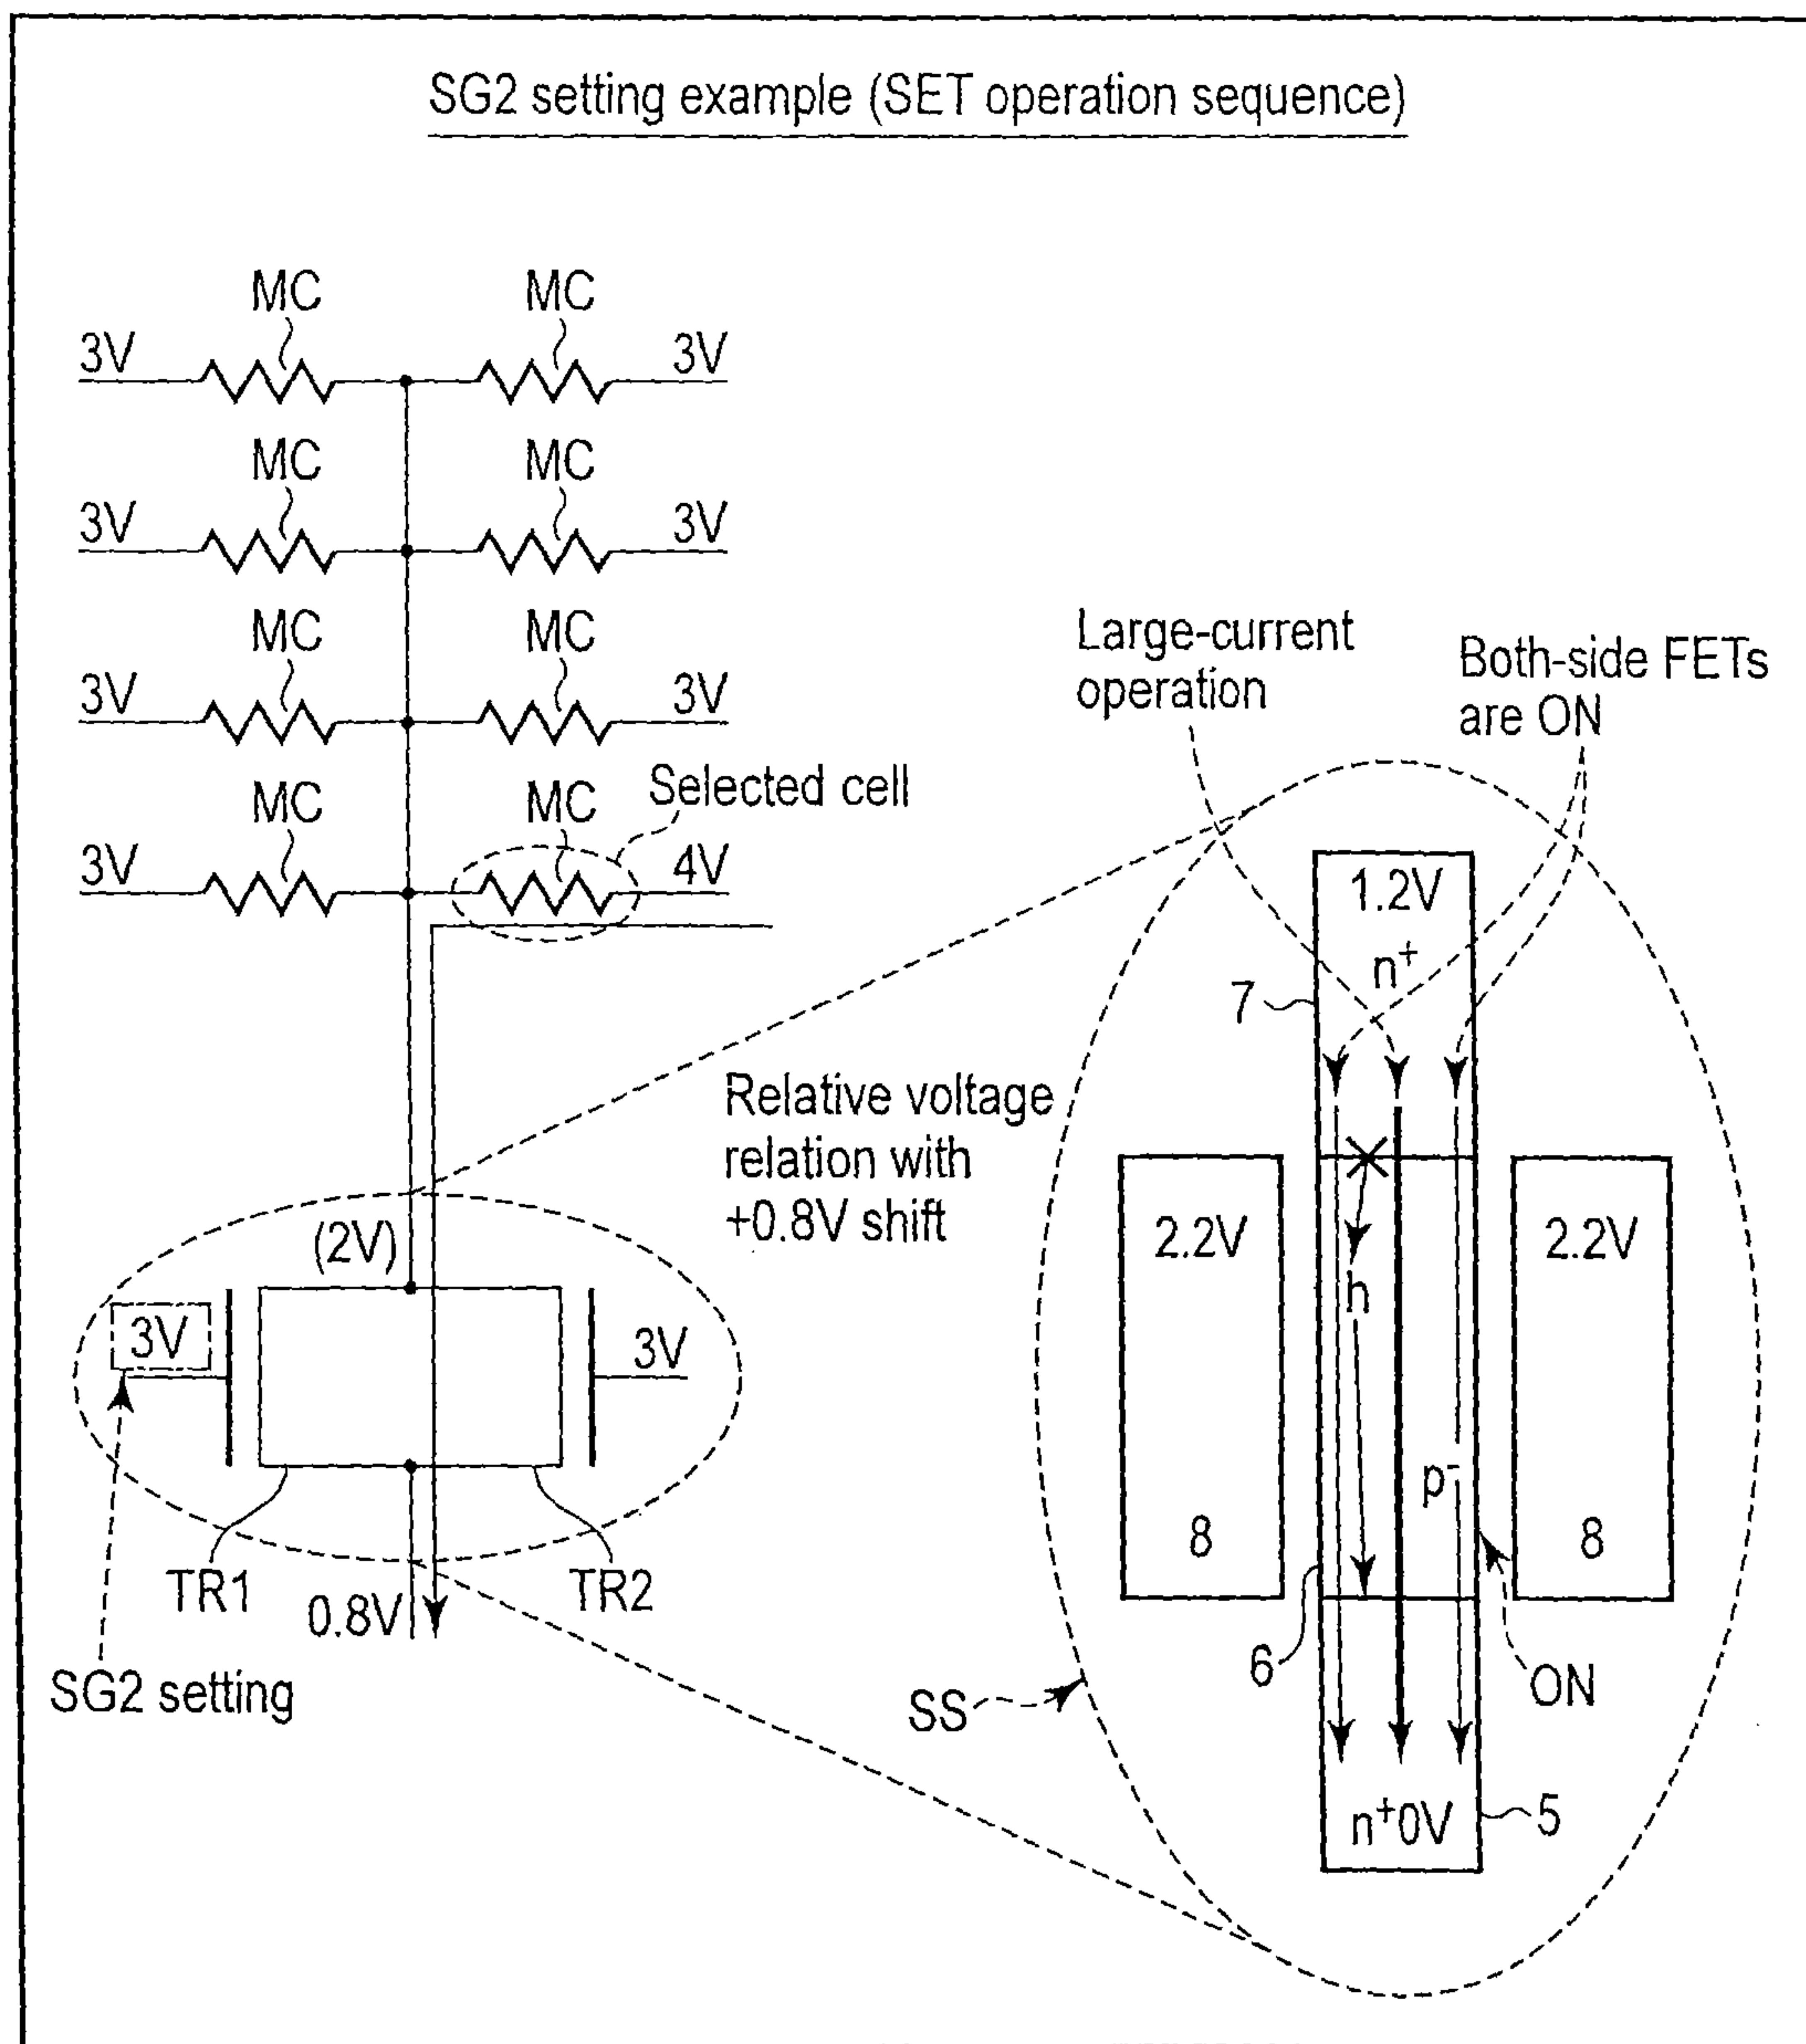 SG2 setting example (SET operation sequence)
MC MC
3V 3V
MC MC
3V 3V
MC MC
3V 3V
MC MC Selected cell
3V 4V
Large-current
operation
Both-side FETs
are ON
1.2V
n+
7
Relative voltage
relation with
+0.8V shift
(2V)
3V 3V
2.2V 2.2V
h
p-
8 8
TR1 TR2
0.8V
SG2 setting
6
ON
SS
n+0V 5